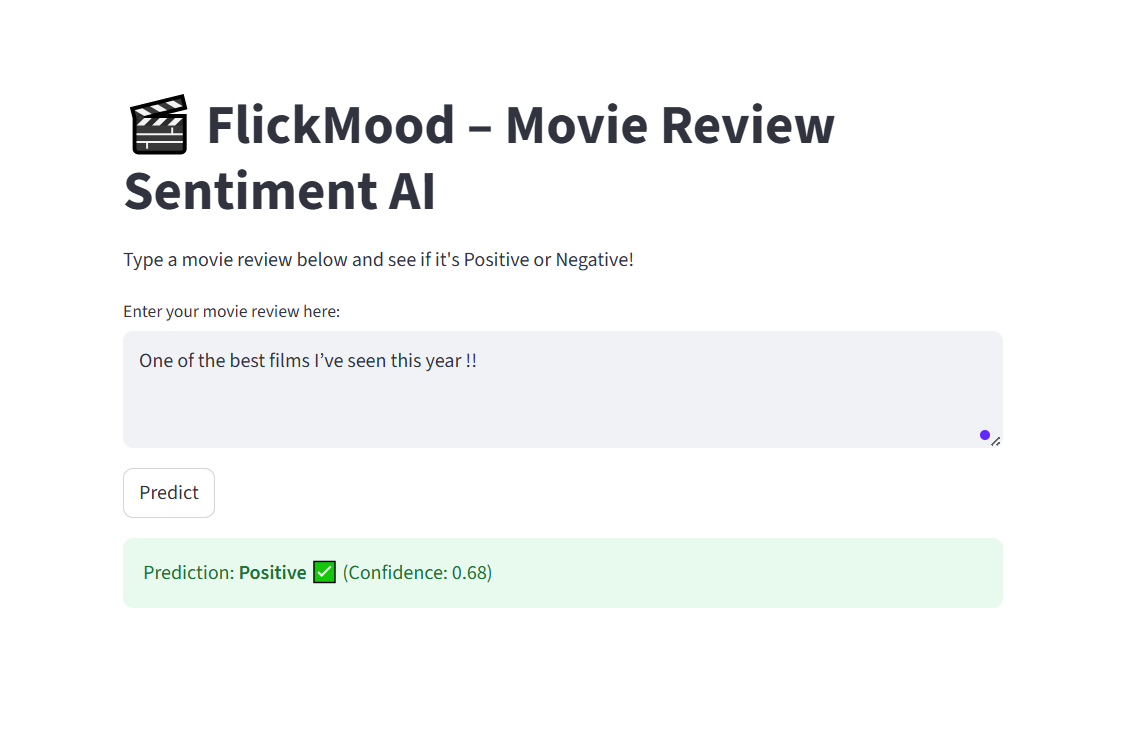 🎬 FlickMood – Movie Review
Sentiment AI
Type a movie review below and see if it's Positive or Negative!
Enter your movie review here:
One of the best films I’ve seen this year !!
Predict
Prediction: Positive ✅ (Confidence: 0.68)